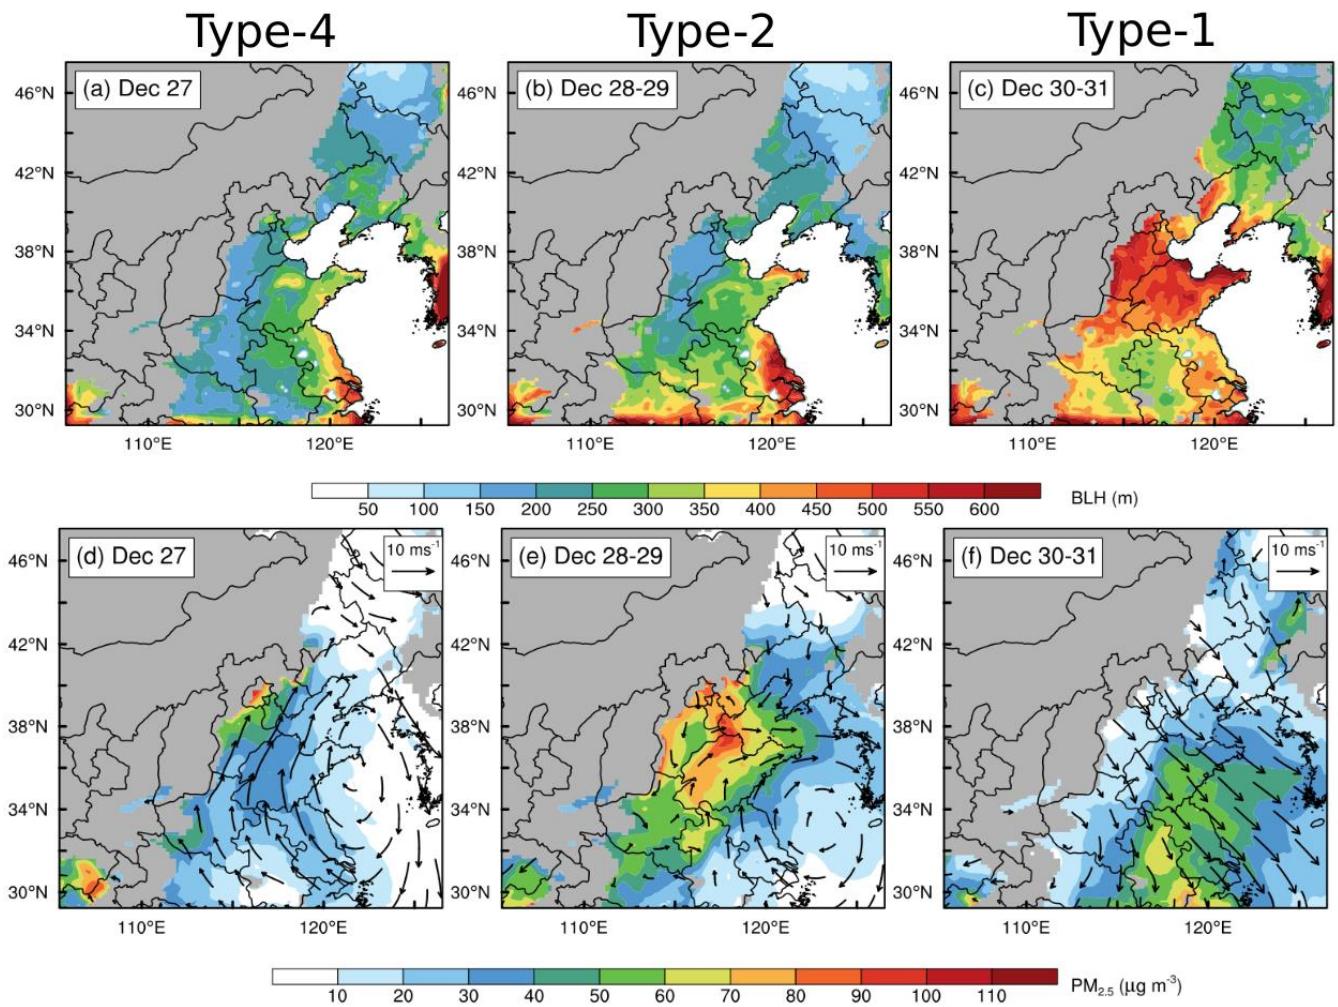 Type-4 Type-2 Type-1
(a) Dec 27 (b) Dec 28-29 (c) Dec 30-31
46°N 46°N 46°N
42°N 42°N 42°N
38°N 38°N 38°N
34°N 34°N 34°N
30°N 30°N 30°N
110°E 120°E 110°E 120°E 110°E 120°E
50 100 150 200 250 300 350 400 450 500 550 600 BLH (m)
(d) Dec 27 10 ms⁻¹ (e) Dec 28-29 10 ms⁻¹ (f) Dec 30-31 10 ms⁻¹
46°N 46°N 46°N
42°N 42°N 42°N
38°N 38°N 38°N
34°N 34°N 34°N
30°N 30°N 30°N
110°E 120°E 110°E 120°E 110°E 120°E
10 20 30 40 50 60 70 80 90 100 110 PM₂.₅ (μg m⁻³)